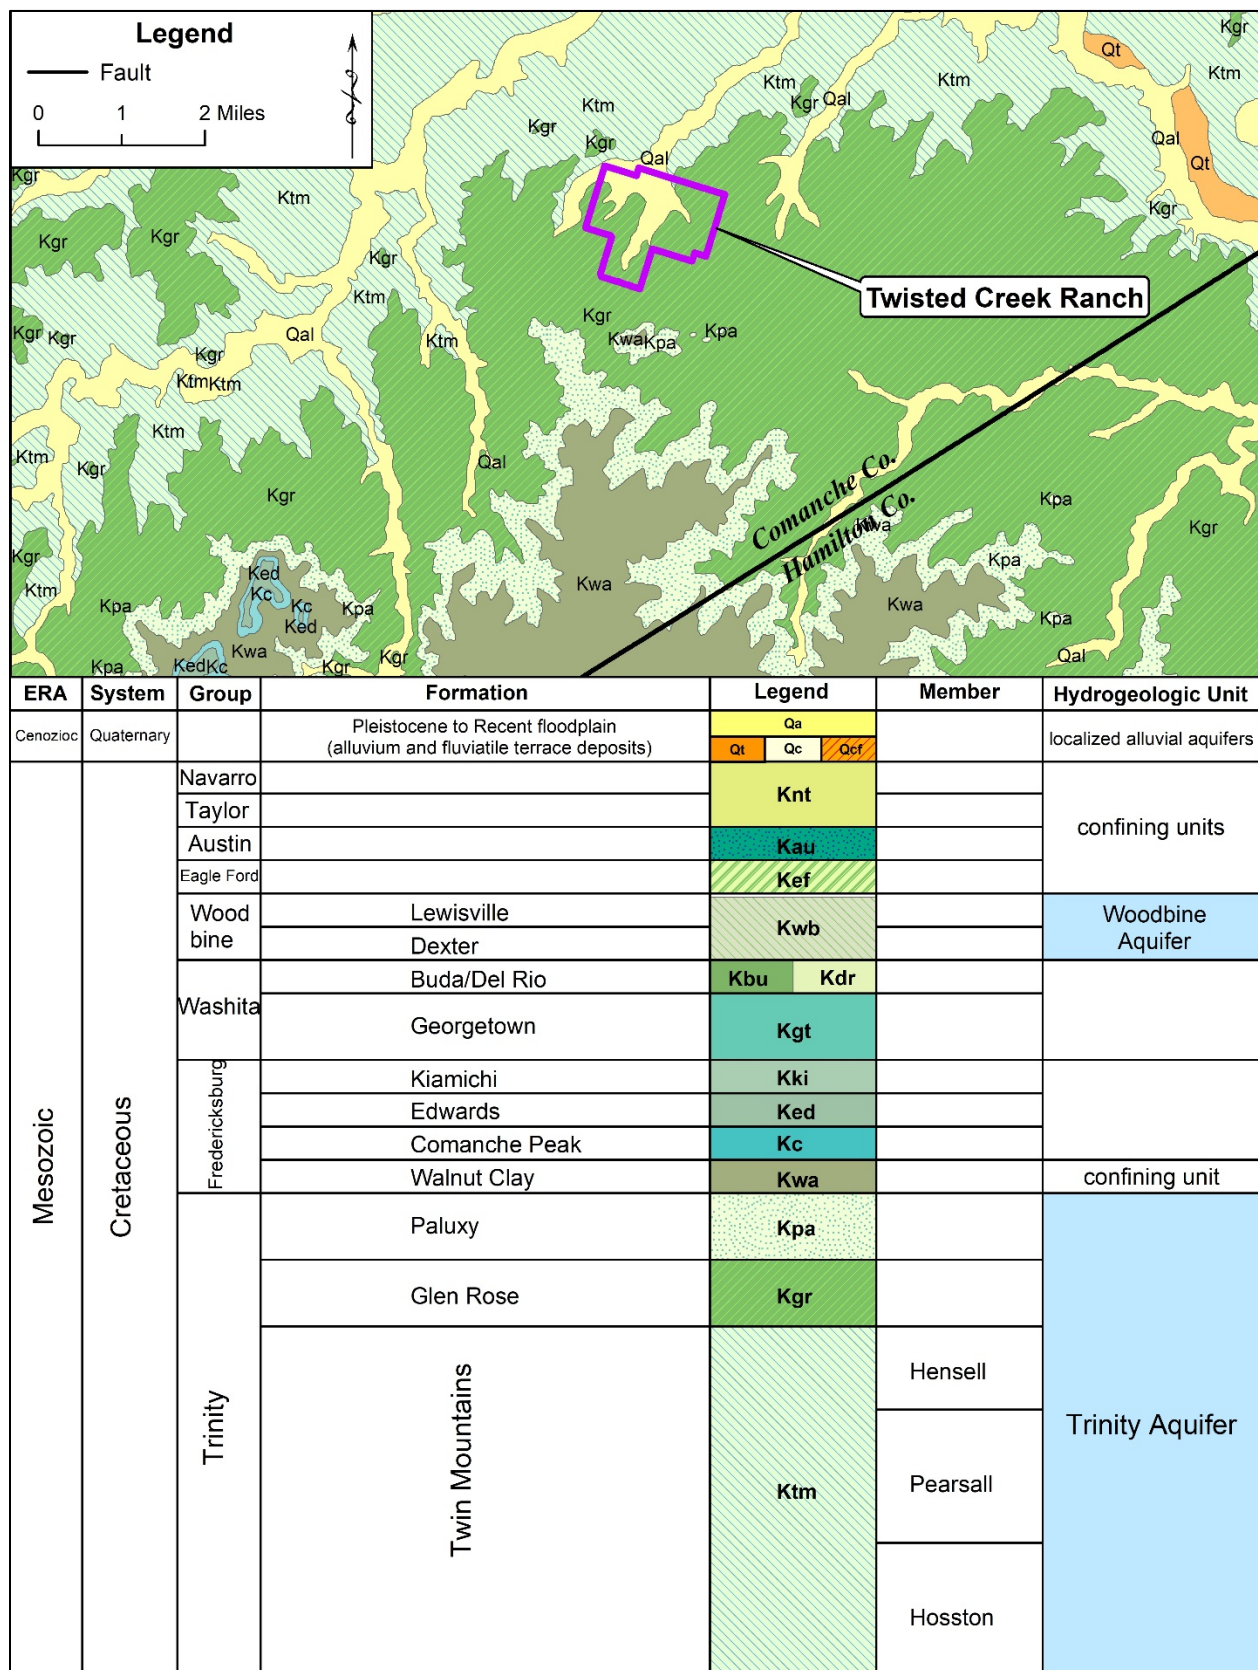 Legend
Fault
0 1 2 Miles
Qt
Kgr
Ktm
Ktm
Ktm
Kgr
Qal
Kgr
Kgr
Qal
Qal
Qt
Kgr
Ktm
Kgr
Kgr
Kgr
Kgr
Ktm
Twisted Creek Ranch
Kgr
Kgr
Kgr
Qal
Ktm
Kgr
Kwa
Kpa
Kpa
Kgr
Ktm
Ktm
Ktm
Ktm
Kgr
Kgr
Qal
Comanche Co.
Hamilton Co.
Kwa
Kpa
Kgr
Kgr
Ktm
Kpa
Ked
Kc
Kc
Ked
Kpa
Kwa
Kwa
Kwa
Kpa
Kpa
Kpa
Ked
Kc
Kgr
Kgr
Qal
ERA System Group Formation Legend Member Hydrogeologic Unit
Cenozioc Quaternary
Pleistocene to Recent floodplain
(alluvium and fluviatile terrace deposits)
Qa
Qt Qc Qcf
localized alluvial aquifers
Mesozoic
Cretaceous
Navarro
Taylor
Knt
Austin
Kau
Eagle Ford
Kef
confining units
Wood
bine
Lewisville
Dexter
Kwb
Woodbine
Aquifer
Washita
Buda/Del Rio
Kbu Kdr
Georgetown
Kgt
Fredericksburg
Kiamichi
Kki
Edwards
Ked
Comanche Peak
Kc
Walnut Clay
Kwa
confining unit
Trinity
Paluxy
Kpa
Glen Rose
Kgr
Twin Mountains
Ktm
Hensell
Pearsall
Hosston
Trinity Aquifer